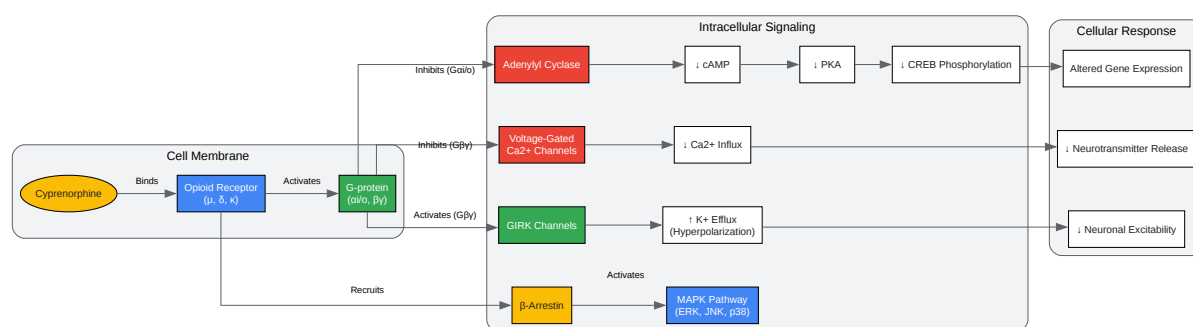 Intracellular Signaling
Cellular Response
Adenylyl Cyclase
↓ cAMP
↓ PKA
↓ CREB Phosphorylation
Altered Gene Expression
Inhibits (Gαi/o)
Voltage-Gated
Ca2+ Channels
↓ Ca2+ Influx
↓ Neurotransmitter Release
Inhibits (Gβγ)
Cell Membrane
Cyprenorphine
Binds
Opioid Receptor
(μ, δ, κ)
Activates
G-protein
(αi/o, βγ)
Activates (Gβγ)
GIRK Channels
↑ K+ Efflux
(Hyperpolarization)
↓ Neuronal Excitability
Recruits
β-Arrestin
Activates
MAPK Pathway
(ERK, JNK, p38)